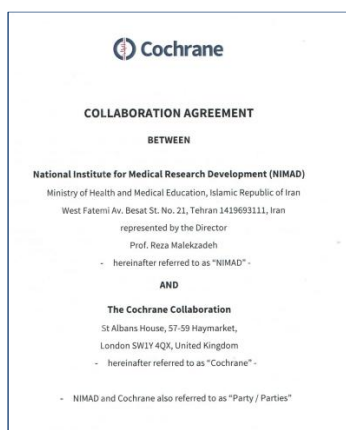 Cochrane
COLLABORATION AGREEMENT
BETWEEN
National Institute for Medical Research Development (NIMAD)
Ministry of Health and Medical Education, Islamic Republic of Iran
West Fatemi Av. Besat St. No. 21, Tehran 1419693111, Iran
represented by the Director
Prof. Reza Malekzadeh
- hereinafter referred to as “NIMAD” -
AND
The Cochrane Collaboration
St Albans House, 57-59 Haymarket,
London SW1Y 4QX, United Kingdom
- hereinafter referred to as “Cochrane” -
- NIMAD and Cochrane also referred to as “Party / Parties”